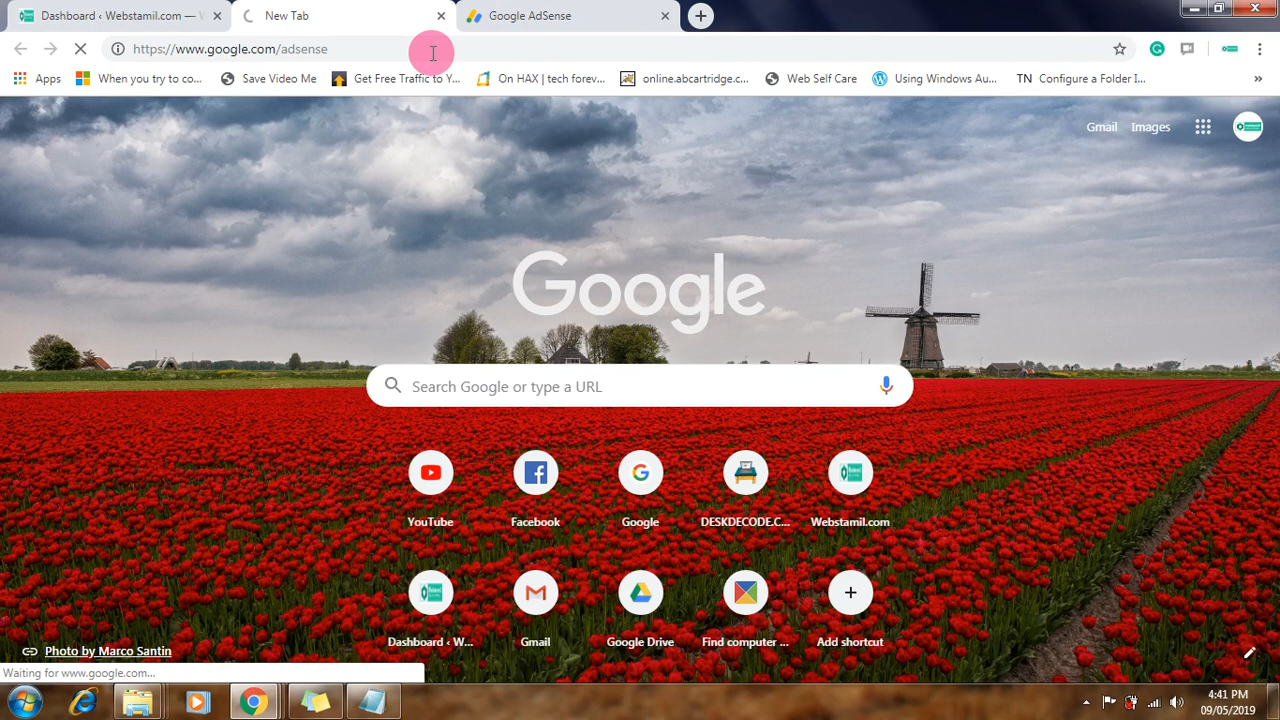 Dashboard ‹ Webstamil.com — W
New Tab
Google AdSense
https://www.google.com/adsense
Apps
When you try to co...
Save Video Me
Get Free Traffic to Y...
On HAX | tech forev...
online.abcartridge.c...
Web Self Care
Using Windows Au...
TN Configure a Folder I...
»
Gmail Images
Google
Search Google or type a URL
YouTube
Facebook
Google
DESKDECODE.C...
Webstamil.com
Dashboard ‹ W...
Gmail
Google Drive
Find computer ...
Add shortcut
Photo by Marco Santin
Waiting for www.google.com...
4:41 PM
09/05/2019